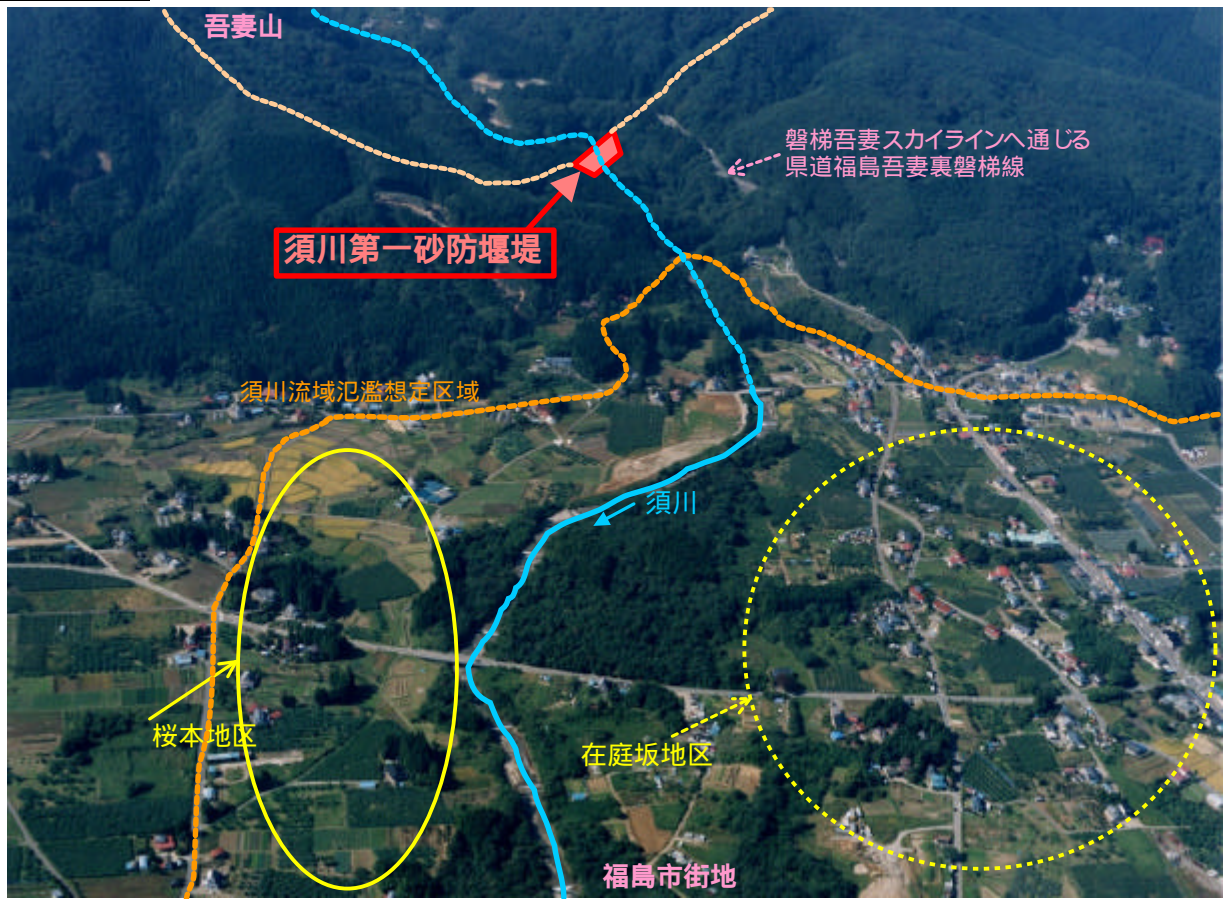 吾妻山
磐梯吾妻スカイラインへ通じる
県道福島吾妻裏磐梯線
須川第一砂防堰堤
須川流域氾濫想定区域
須川
桜本地区
在庭坂地区
福島市街地